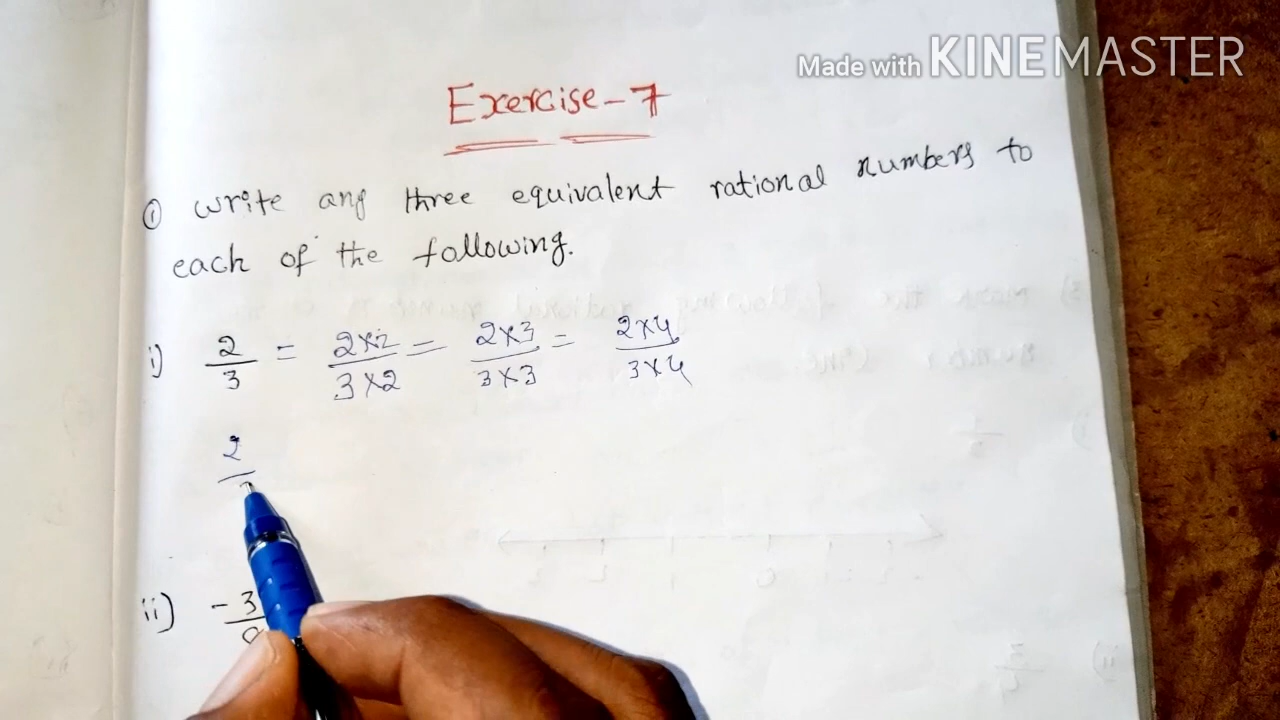 Made with KINEMASTER
Exercise-7
① write any three equivalent rational numbers to
each of the following.
i) 2/3 = 2×2/3×2 = 2×3/3×3 = 2×4/3×4
2
ii) -3